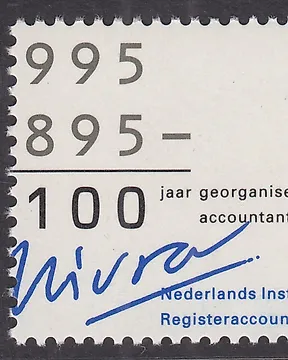 995
895–
100 jaar georganise
accountant
Nivra
Nederlands Inst
Registeraccoun